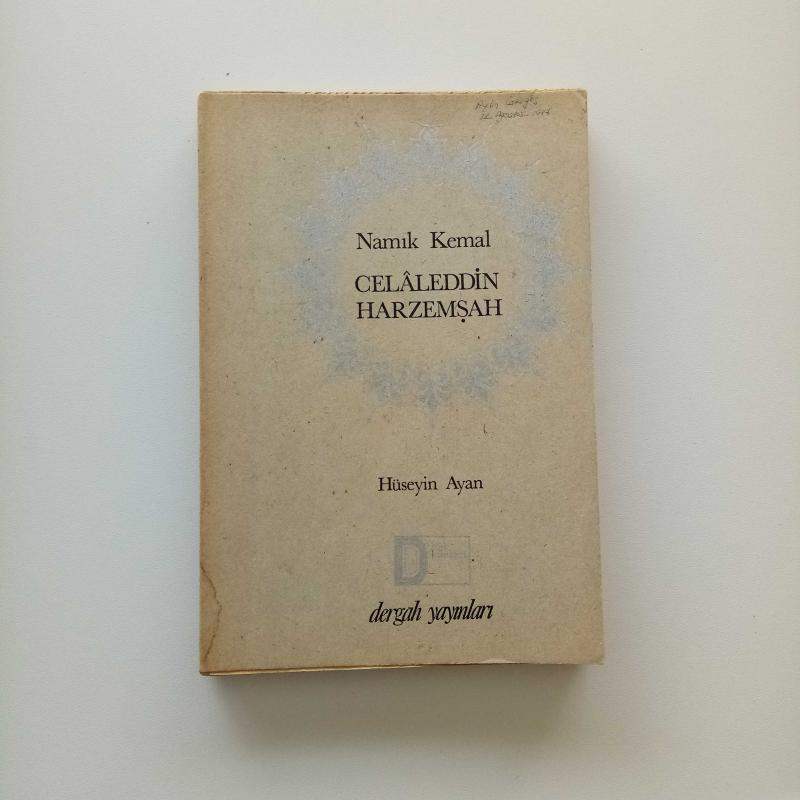 Namık Kemal
CELÂLEDDİN
HARZEMŞAH
Hüseyin Ayan
D
dergah yayınları